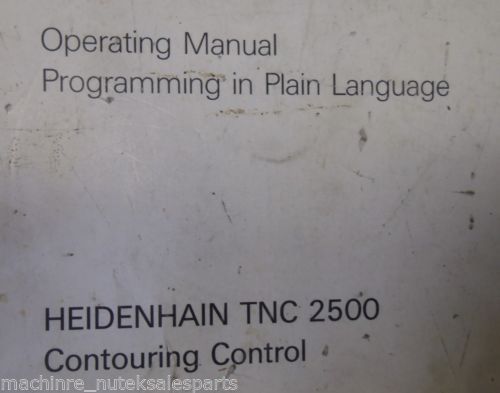 Operating Manual
Programming in Plain Language
HEIDENHAIN TNC 2500
Contouring Control
machinre_nuteksalesparts